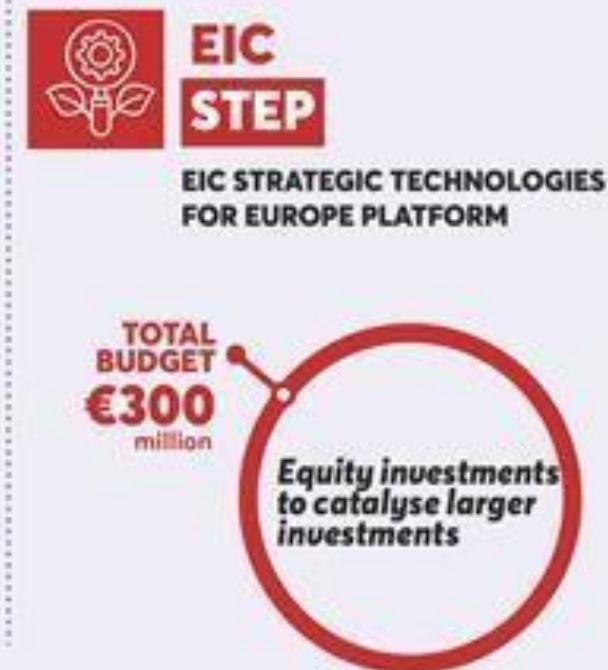 EIC
STEP
EIC STRATEGIC TECHNOLOGIES
FOR EUROPE PLATFORM
TOTAL
BUDGET
€300
million
Equity investments
to catalyse larger
investments